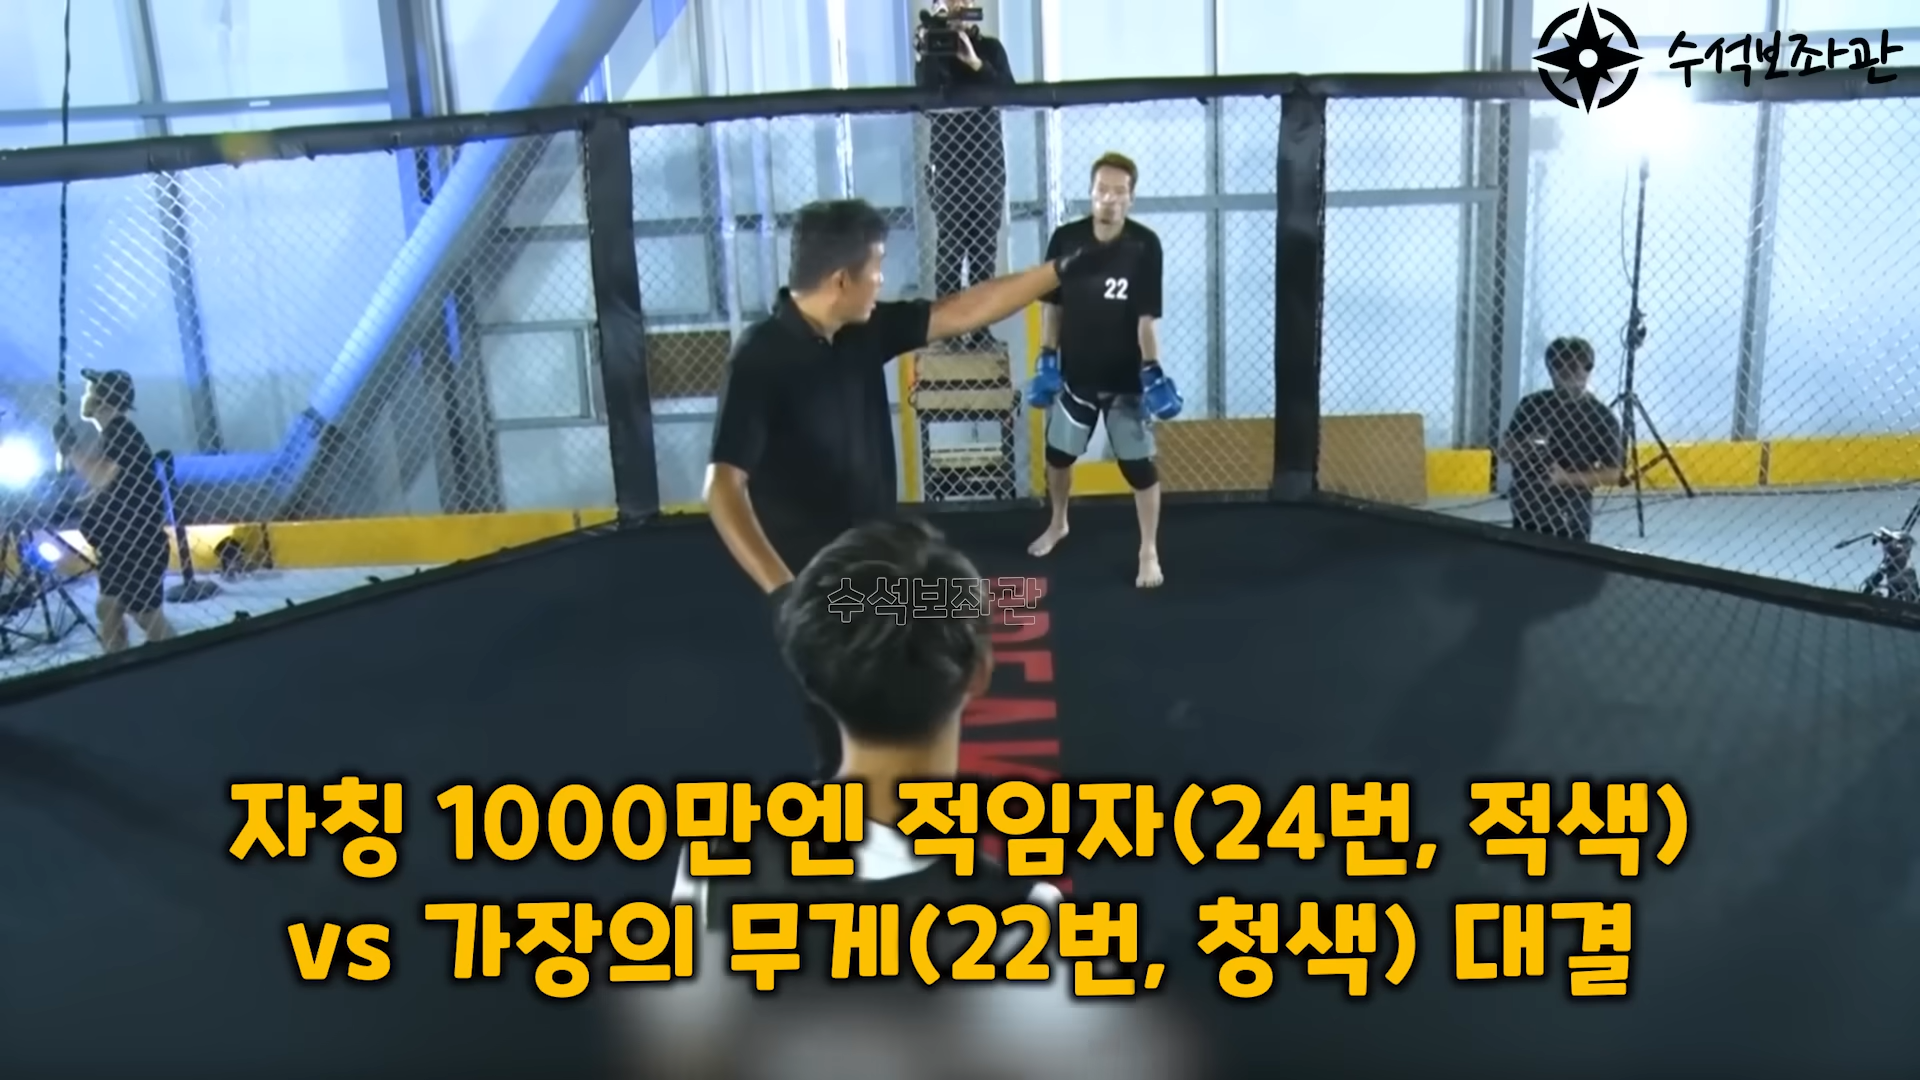 수석보좌관
22
수석보좌관
BREAK
자칭 1000만엔 적임자(24번, 적색)
vs 가장의 무게(22번, 청색) 대결